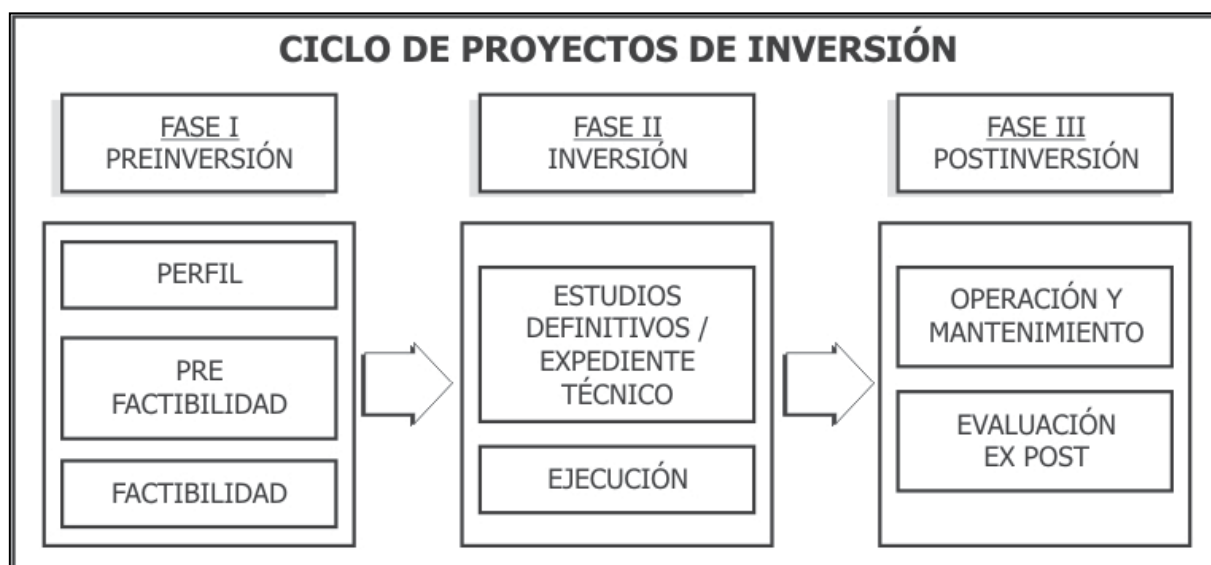 CICLO DE PROYECTOS DE INVERSIÓN
FASE I
PREINVERSIÓN
PERFIL
PRE
FACTIBILIDAD
FACTIBILIDAD
FASE II
INVERSIÓN
ESTUDIOS
DEFINITIVOS /
EXPEDIENTE
TÉCNICO
EJECUCIÓN
FASE III
POSTINVERSIÓN
OPERACIÓN Y
MANTENIMIENTO
EVALUACIÓN
EX POST